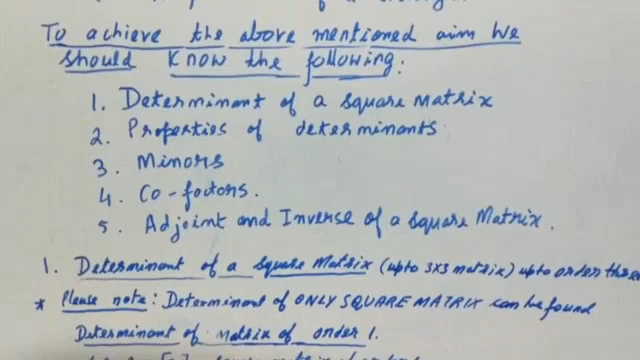 To achieve the above mentioned aim We
should Know the following:
1. Determinant of a square Matrix
2. Properties of determinants
3. Minors
4. Co-factors.
5. Adjoint and Inverse of a square Matrix.
1. Determinant of a square Matrix (upto 3x3 matrix) upto order three
* Please note: Determinant of ONLY SQUARE MATRIX can be found
Determinant of Matrix of order 1.